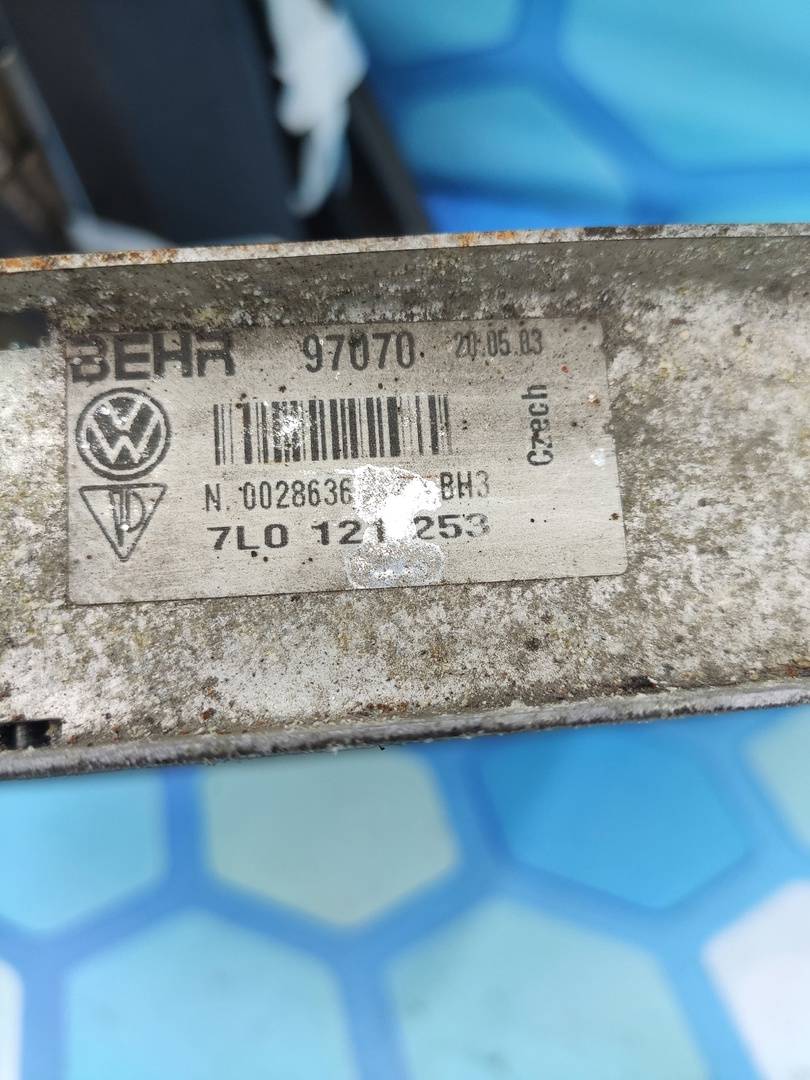 BEHR 97070 20.05.03
Czech
N. 0028636 BH3
7L0 121 253